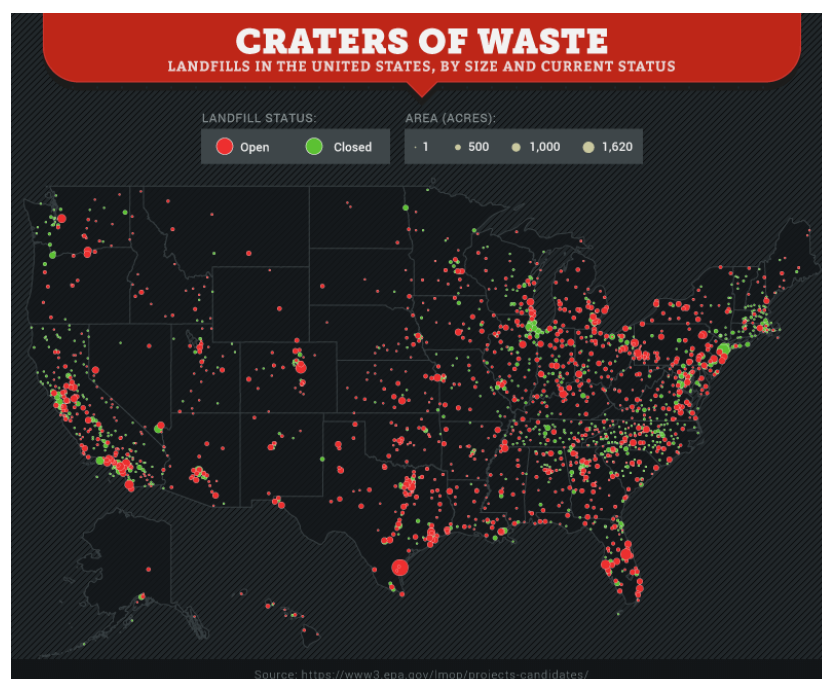 CRATERS OF WASTE
LANDFILLS IN THE UNITED STATES, BY SIZE AND CURRENT STATUS
LANDFILL STATUS:
Open
Closed
AREA (ACRES):
1
500
1,000
1,620
Source: https://www3.epa.gov/lmop/projects-candidates/